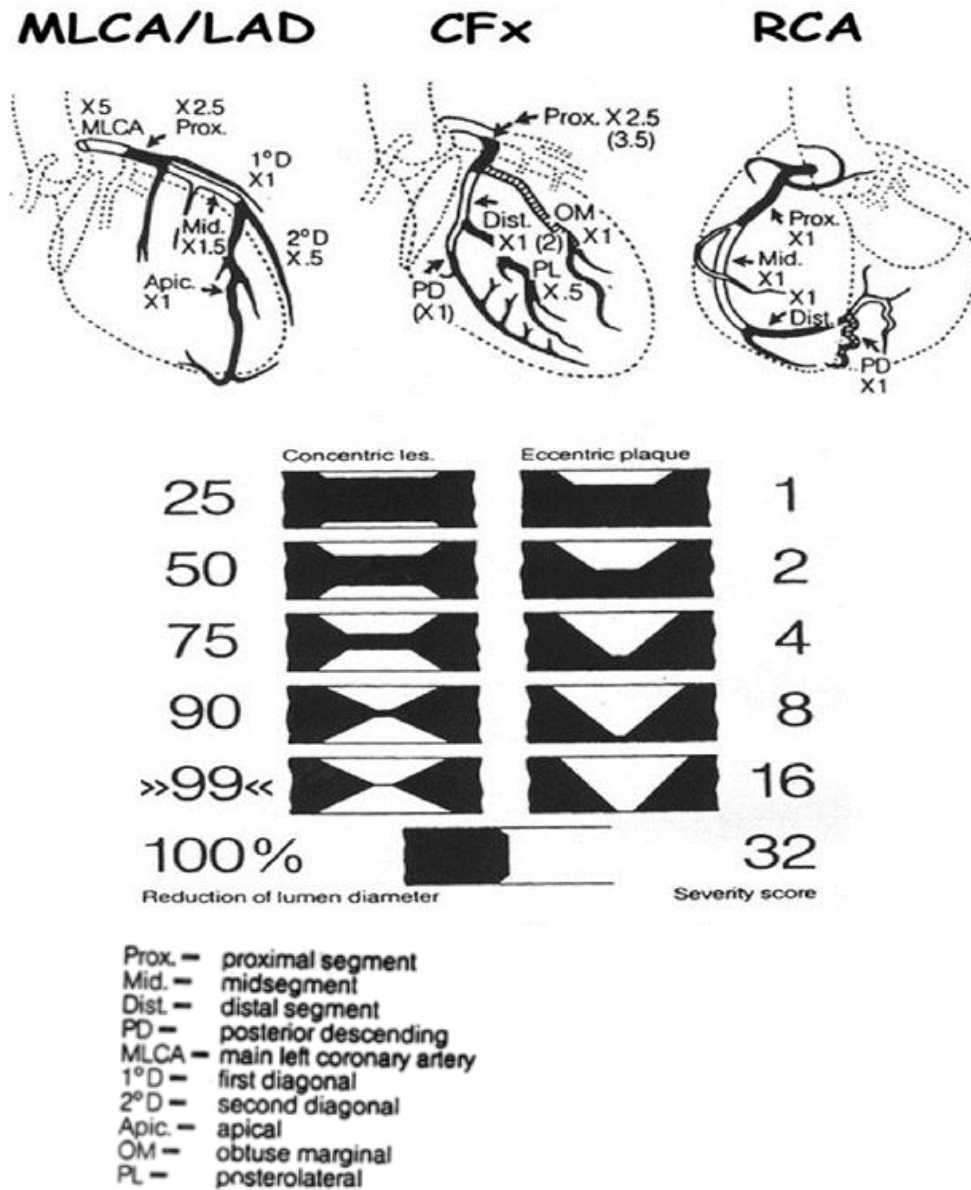 MLCA/LAD
CFx
RCA
X5
MLCA
X2.5
Prox.
1°D
X1
Mid.
X1.5
2°D
X.5
Apic.
X1
Prox. X2.5
(3.5)
Dist.
X1 (2)
OM
X1
PL
X.5
PD
(X1)
Prox.
X1
Mid.
X1
X1
Dist.
PD
X1
Concentric les.
Eccentric plaque
25
1
50
2
75
4
90
8
»99«
16
100%
32
Reduction of lumen diameter
Severity score
Prox. – proximal segment
Mid. – midsegment
Dist. – distal segment
PD – posterior descending
MLCA – main left coronary artery
1°D – first diagonal
2°D – second diagonal
Apic. – apical
OM – obtuse marginal
PL – posterolateral